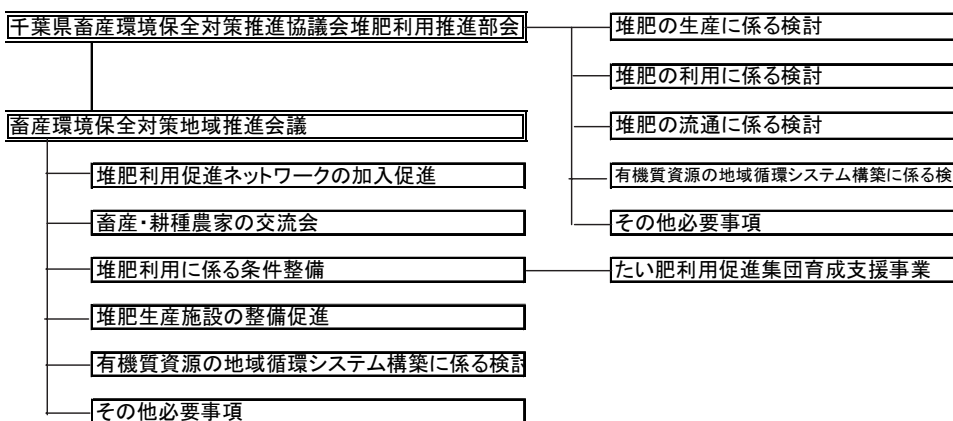 千葉県畜産環境保全対策推進協議会堆肥利用推進部会
堆肥の生産に係る検討
堆肥の利用に係る検討
畜産環境保全対策地域推進会議
堆肥の流通に係る検討
堆肥利用促進ネットワークの加入促進
有機質資源の地域循環システム構築に係る検
畜産・耕種農家の交流会
その他必要事項
堆肥利用に係る条件整備
たい肥利用促進集団育成支援事業
堆肥生産施設の整備促進
有機質資源の地域循環システム構築に係る検討
その他必要事項